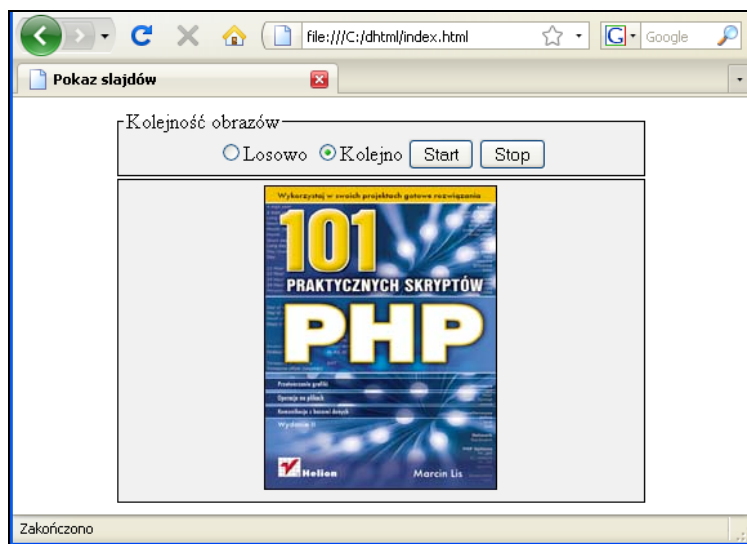 file:///C:/dhtml/index.html
G Google
Pokaz slajdów
Kolejność obrazów
Losowo Kolejno Start Stop
Wykorzystaj w swoich projektach gotowe rozwiązania
101
PRAKTYCZNYCH SKRYPTÓW
PHP
Przetwarzanie grafiki
Operacje na plikach
Komunikacja z bazami danych
Wydanie II
Helion Marcin Lis
Zakończono